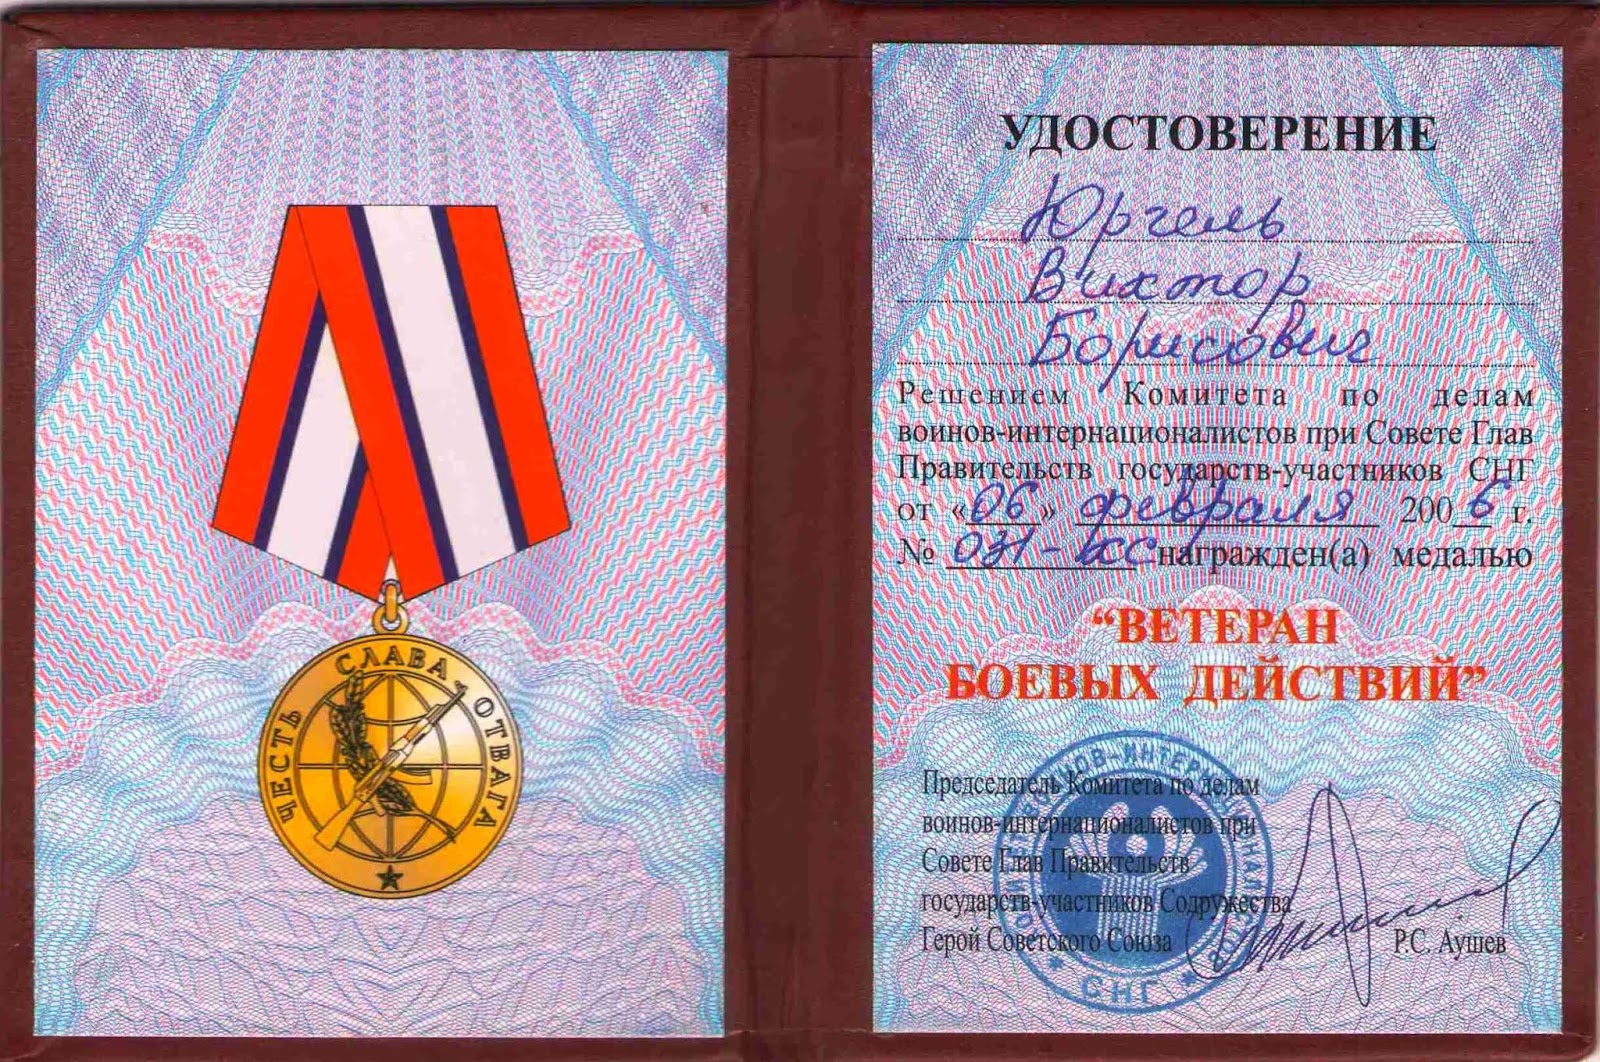 ЧЕСТЬ СЛАВА ОТВАГА
УДОСТОВЕРЕНИЕ
Юргель
Виктор
Борисович
Решением Комитета по делам
воинов-интернационалистов при Совете Глав
Правительств государств-участников СНГ
от «06» февраля 2006 г.
№ награжден(а) медалью
“ВЕТЕРАН
БОЕВЫХ ДЕЙСТВИЙ”
Председатель Комитета по делам
воинов-интернационалистов при
Совете Глав Правительств
государств-участников Содружества
Герой Советского Союза Р.С. Аушев
СНГ